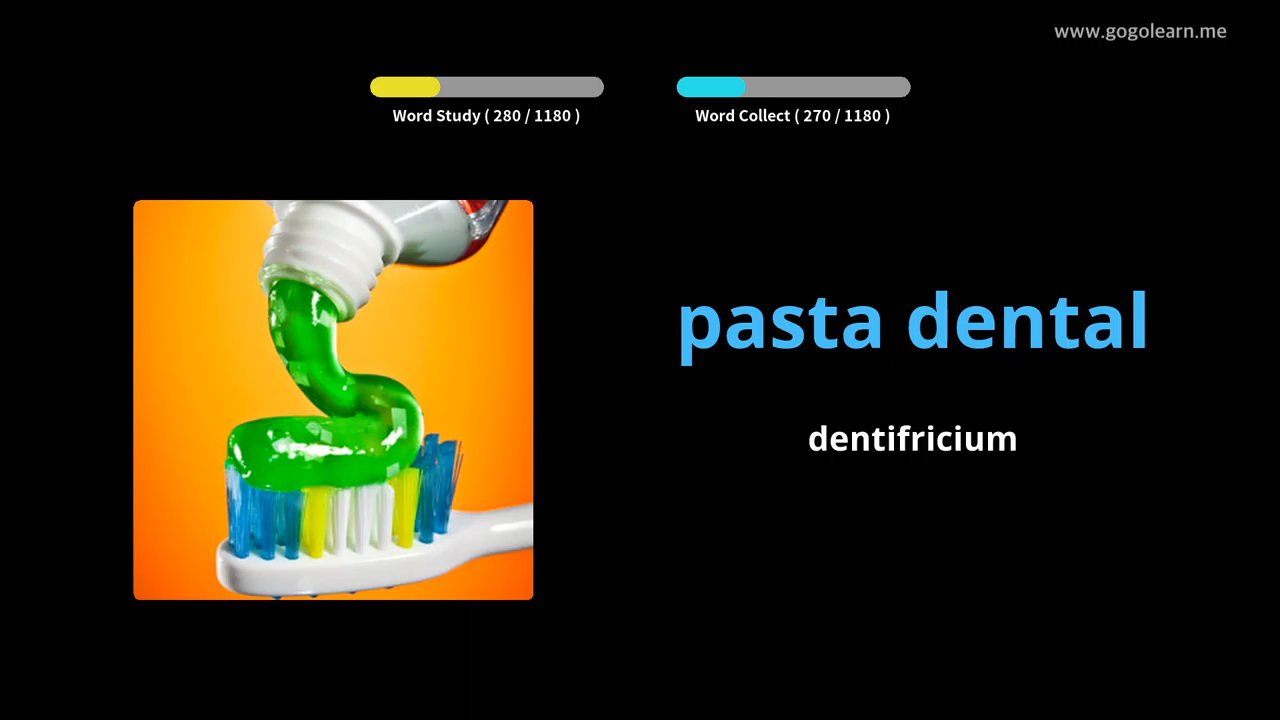 www.gogolearn.me
Word Study ( 280 / 1180 )
Word Collect ( 270 / 1180 )
pasta dental
dentifricium